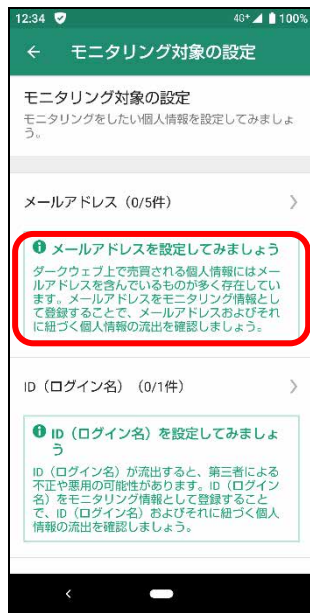 12:34 4G+ 100%
← モニタリング対象の設定
モニタリング対象の設定
モニタリングをしたい個人情報を設定してみましょ
う。
メールアドレス（0/5件）
メールアドレスを設定してみましょう
ダークウェブ上で売買される個人情報にはメー
ルアドレスを含んでいるものが多く存在してい
ます。メールアドレスをモニタリング情報とし
て登録することで、メールアドレスおよびそれ
に紐づく個人情報の流出を確認しましょう。
ID（ログイン名）（0/1件）
ID（ログイン名）を設定してみましょ
う
ID（ログイン名）が流出すると、第三者による
不正や悪用の可能性があります。ID（ログイン
名）をモニタリング情報として登録すること
で、ID（ログイン名）およびそれに紐づく個人
情報の流出を確認しましょう。